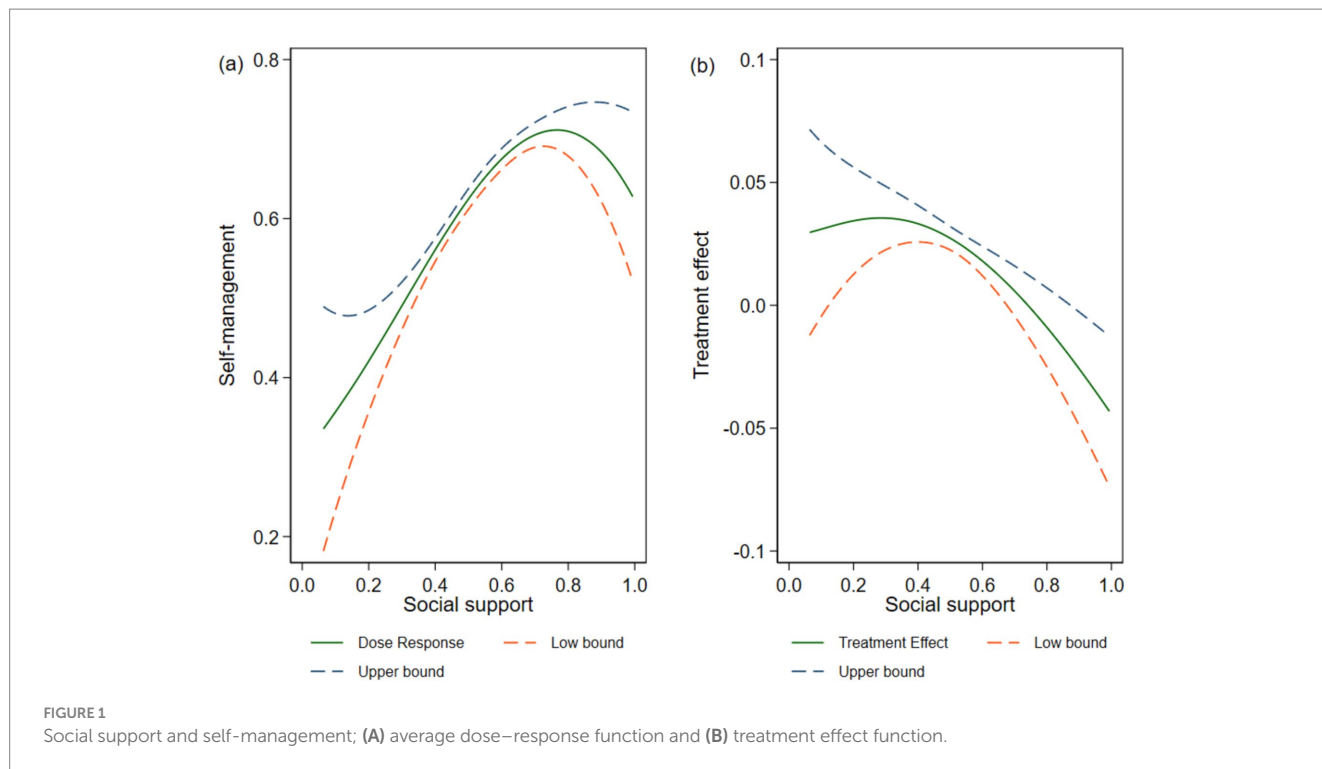 (a)
0.8
0.6
0.4
0.2
Self-management
0.0 0.2 0.4 0.6 0.8 1.0
Social support
Dose Response Low bound
Upper bound
(b)
0.1
0.05
0.0
-0.05
-0.1
Treatment effect
0.0 0.2 0.4 0.6 0.8 1.0
Social support
Treatment Effect Low bound
Upper bound
FIGURE 1
Social support and self-management; (A) average dose–response function and (B) treatment effect function.